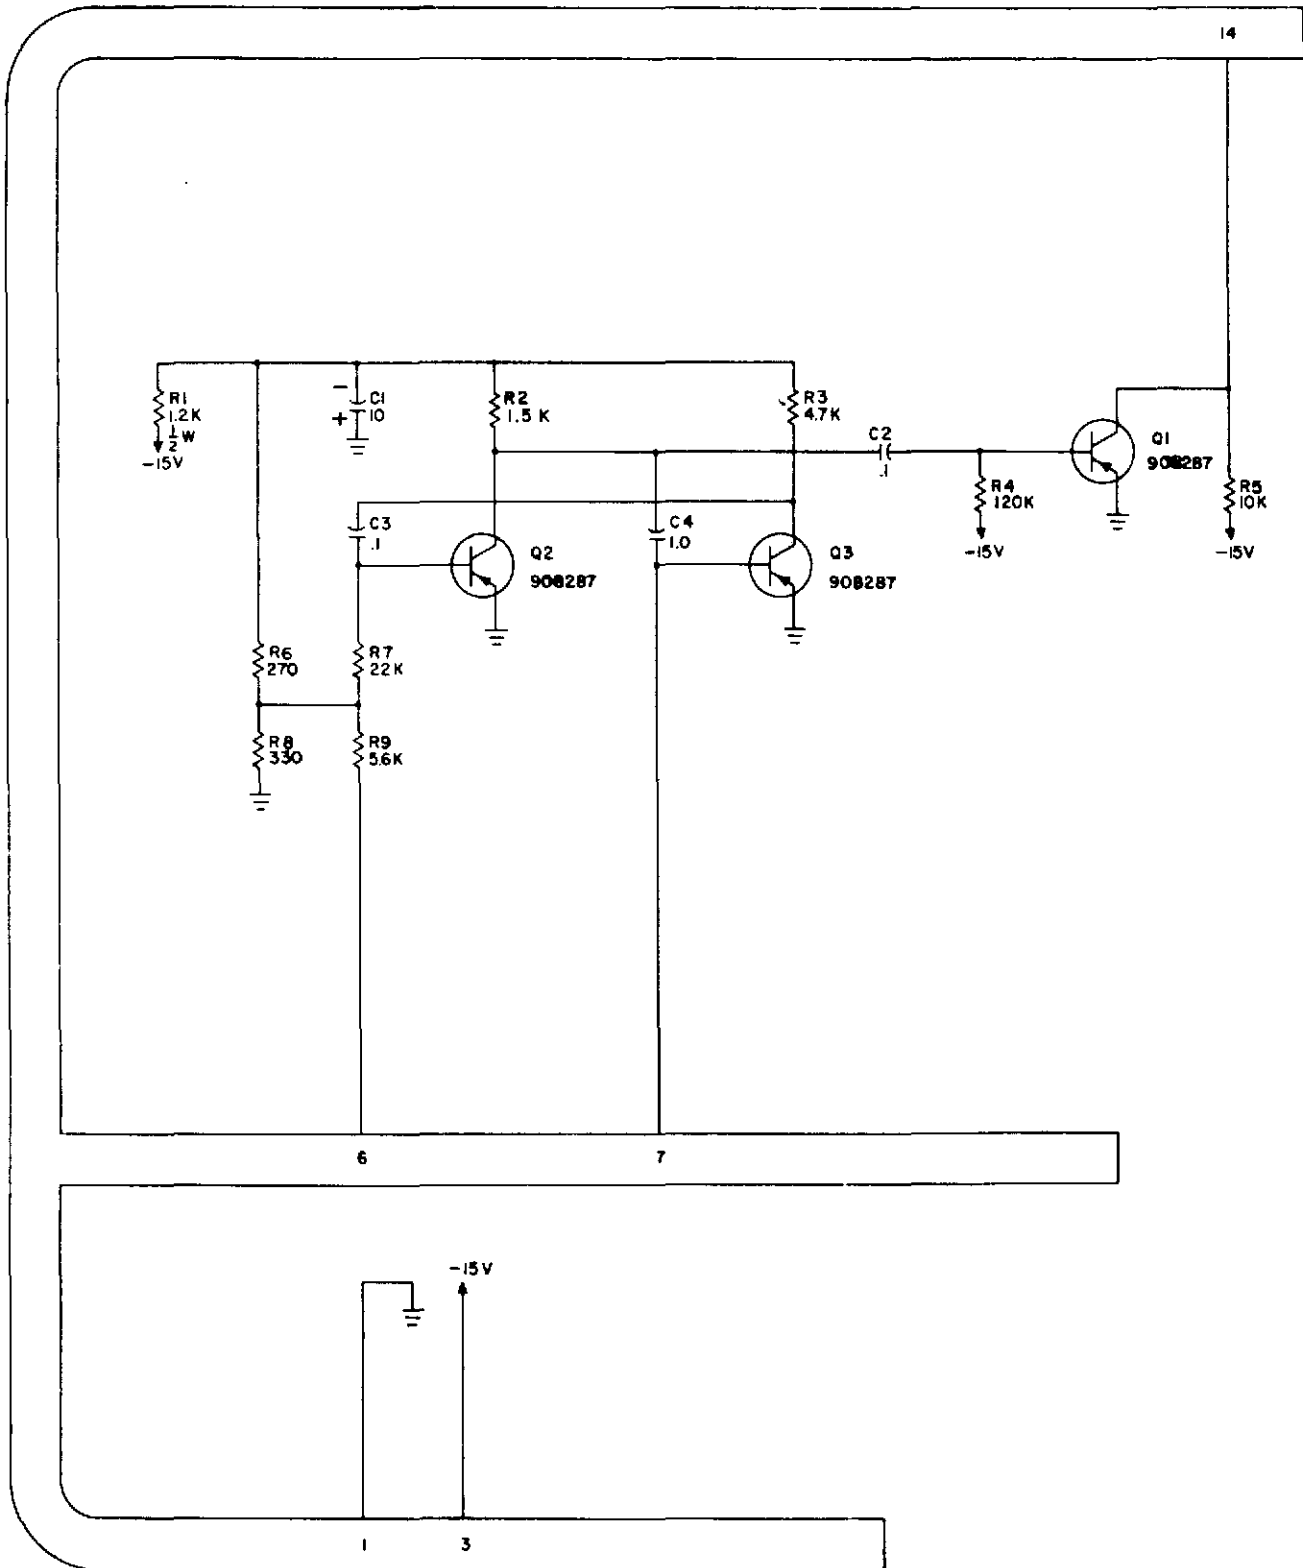 14
R1
1.2K
1/2 W
-15V
-
C1
+
10
R2
1.5 K
R3
4.7K
C2
.1
Q1
908287
R4
120K
-15V
R5
10K
-15V
C3
.1
Q2
908287
C4
1.0
Q3
908287
R6
270
R7
22K
R8
330
R9
5.6K
6
7
-15V
1
3